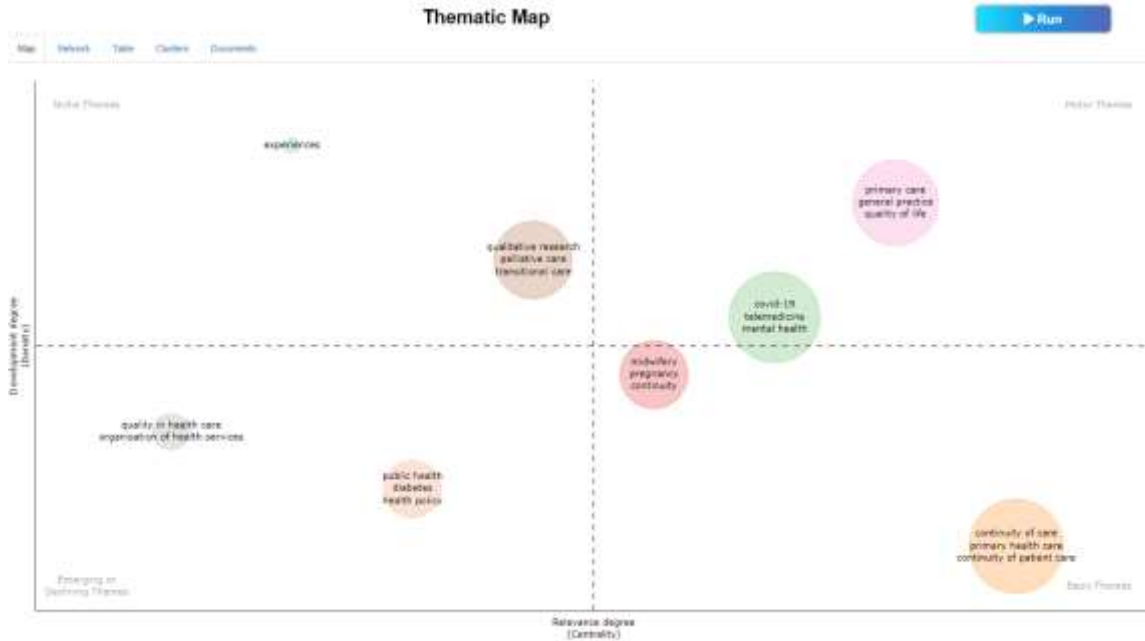 Thematic Map
Run
Map
Network
Table
Clusters
Documents
Niche Themes
Motor Themes
experiences
primary care
general practice
quality of life
qualitative research
palliative care
transitional care
covid-19
telemedicine
mental health
Development degree
(Density)
midwifery
pregnancy
continuity
quality in health care
organisation of health services
public health
diabetes
health policy
continuity of care
primary health care
continuity of patient care
Emerging or
Declining Themes
Basic Themes
Relevance degree
(Centrality)